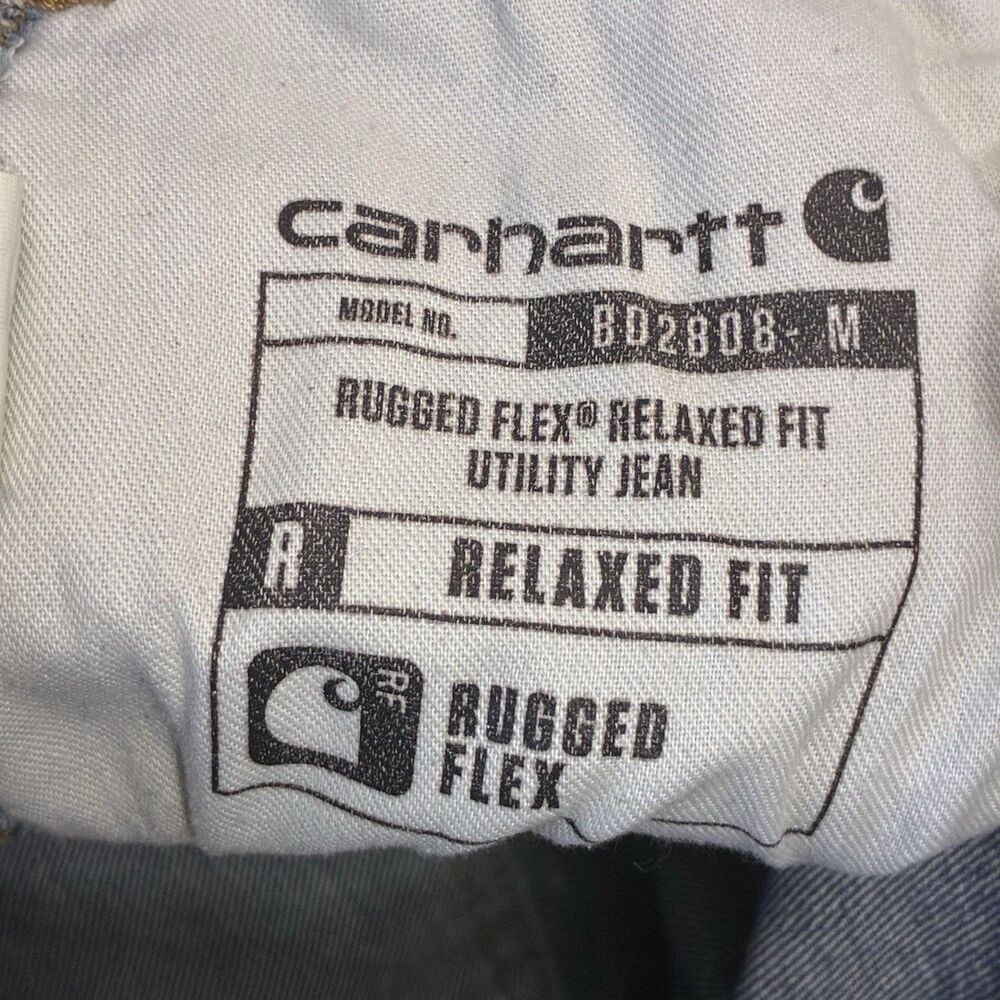 carhartt
MODEL NO. BD2808- M
RUGGED FLEX® RELAXED FIT
UTILITY JEAN
R RELAXED FIT
RF
RUGGED
FLEX